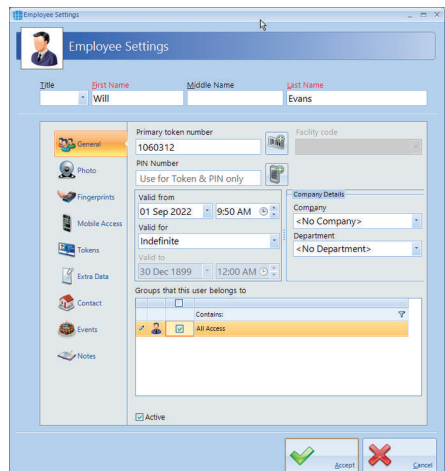 Employee Settings
Employee Settings
Title First Name Middle Name Last Name
Will Evans
General
Photo
Fingerprints
Mobile Access
Tokens
Extra Data
Contact
Events
Notes
Primary token number Facility code
1060312
PIN Number
Use for Token & PIN only
Valid from
01 Sep 2022 9:50 AM
Valid for
Indefinite
Valid to
30 Dec 1899 12:00 AM
Company Details
Company
<No Company>
Department
<No Department>
Groups that this user belongs to
Contains:
All Access
Active
Accept Cancel